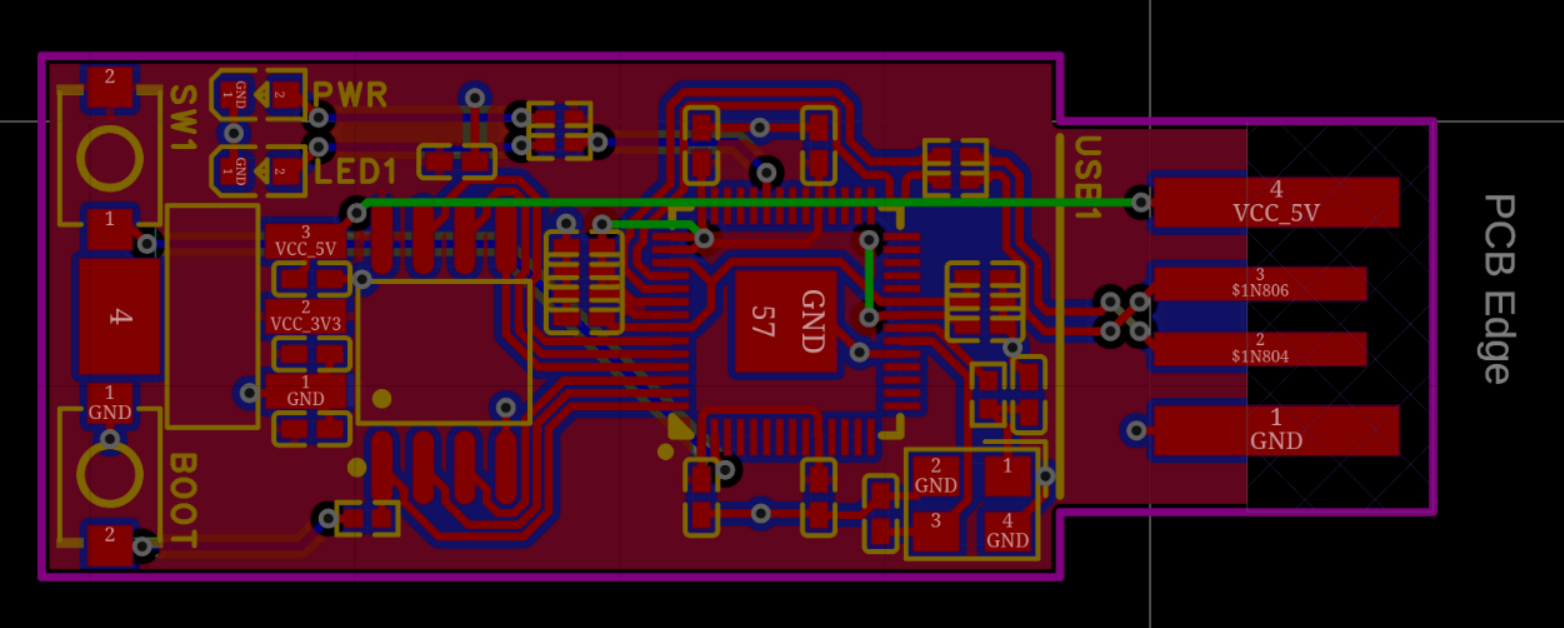 2
SW1
1
GND
2
PWR
1
GND
2
LED1
1
3
VCC_5V
2
VCC_3V3
1
GND
4
1
GND
BOOT
2
57
GND
USB1
4
VCC_5V
3
$1N806
2
$1N804
1
GND
2
GND
1
3
4
GND
PCB Edge